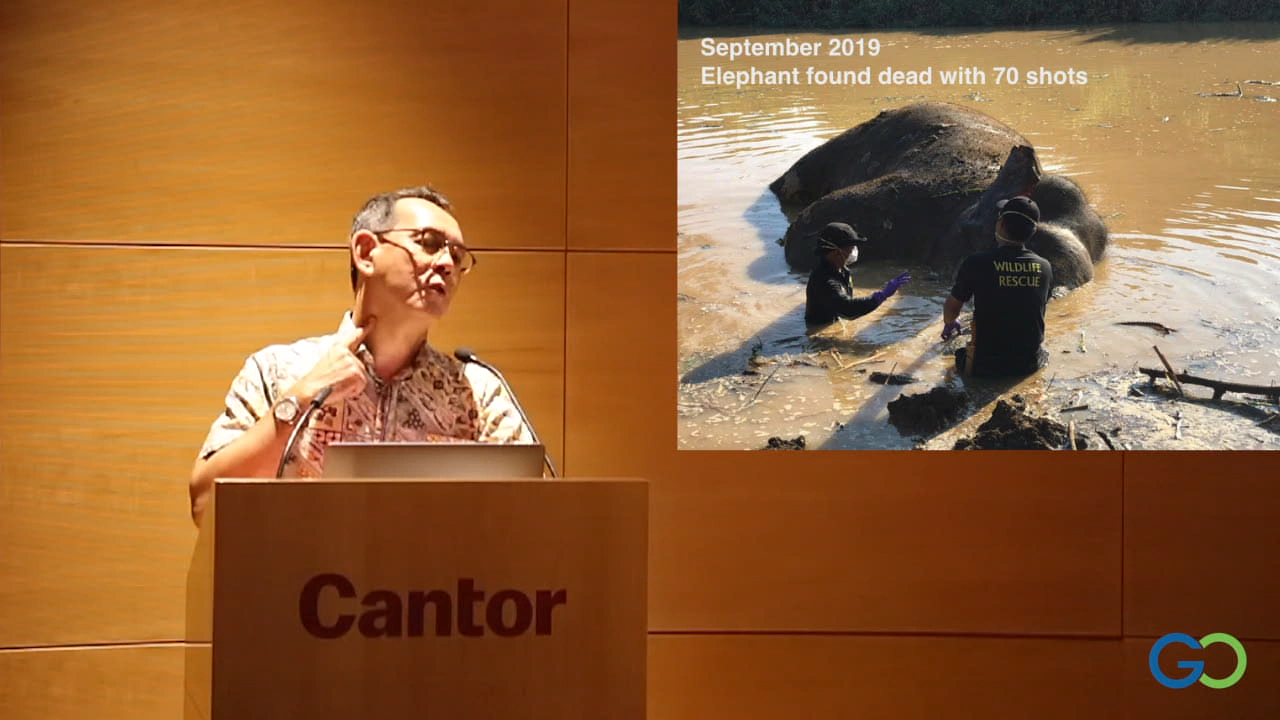 September 2019
Elephant found dead with 70 shots
WILDLIFE
RESCUE
Cantor
GO